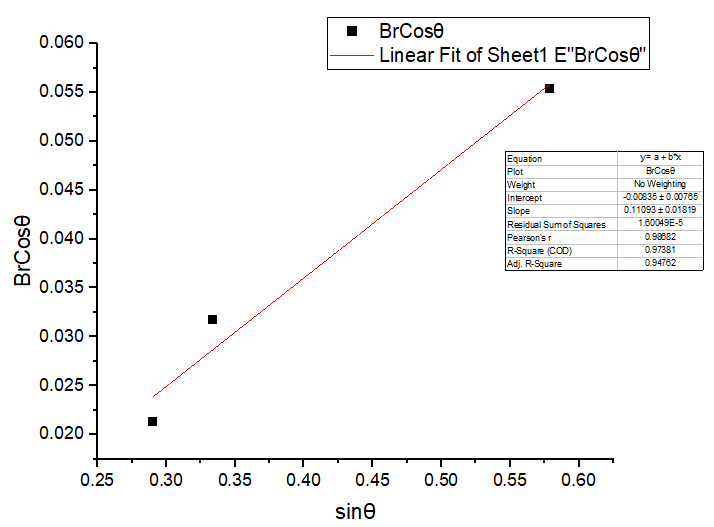 BrCosθ
Linear Fit of Sheet1 E"BrCosθ"
0.060
0.055
0.050
0.045
0.040
0.035
0.030
0.025
0.020
BrCosθ
Equation y = a + b*x
Plot BrCosθ
Weight No Weighting
Intercept -0.00835 ± 0.00765
Slope 0.11093 ± 0.01819
Residual Sum of Squares 1.60049E-5
Pearson's r 0.98682
R-Square (COD) 0.97381
Adj. R-Square 0.94762
0.25 0.30 0.35 0.40 0.45 0.50 0.55 0.60
sinθ